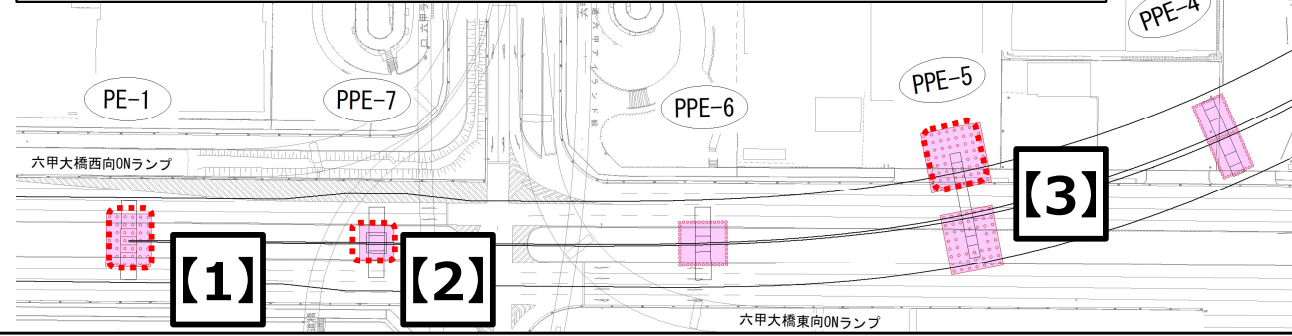 PPE-4
PE-1
PPE-7
PPE-6
PPE-5
六甲大橋西向ONランプ
【1】
【2】
【3】
六甲大橋東向ONランプ